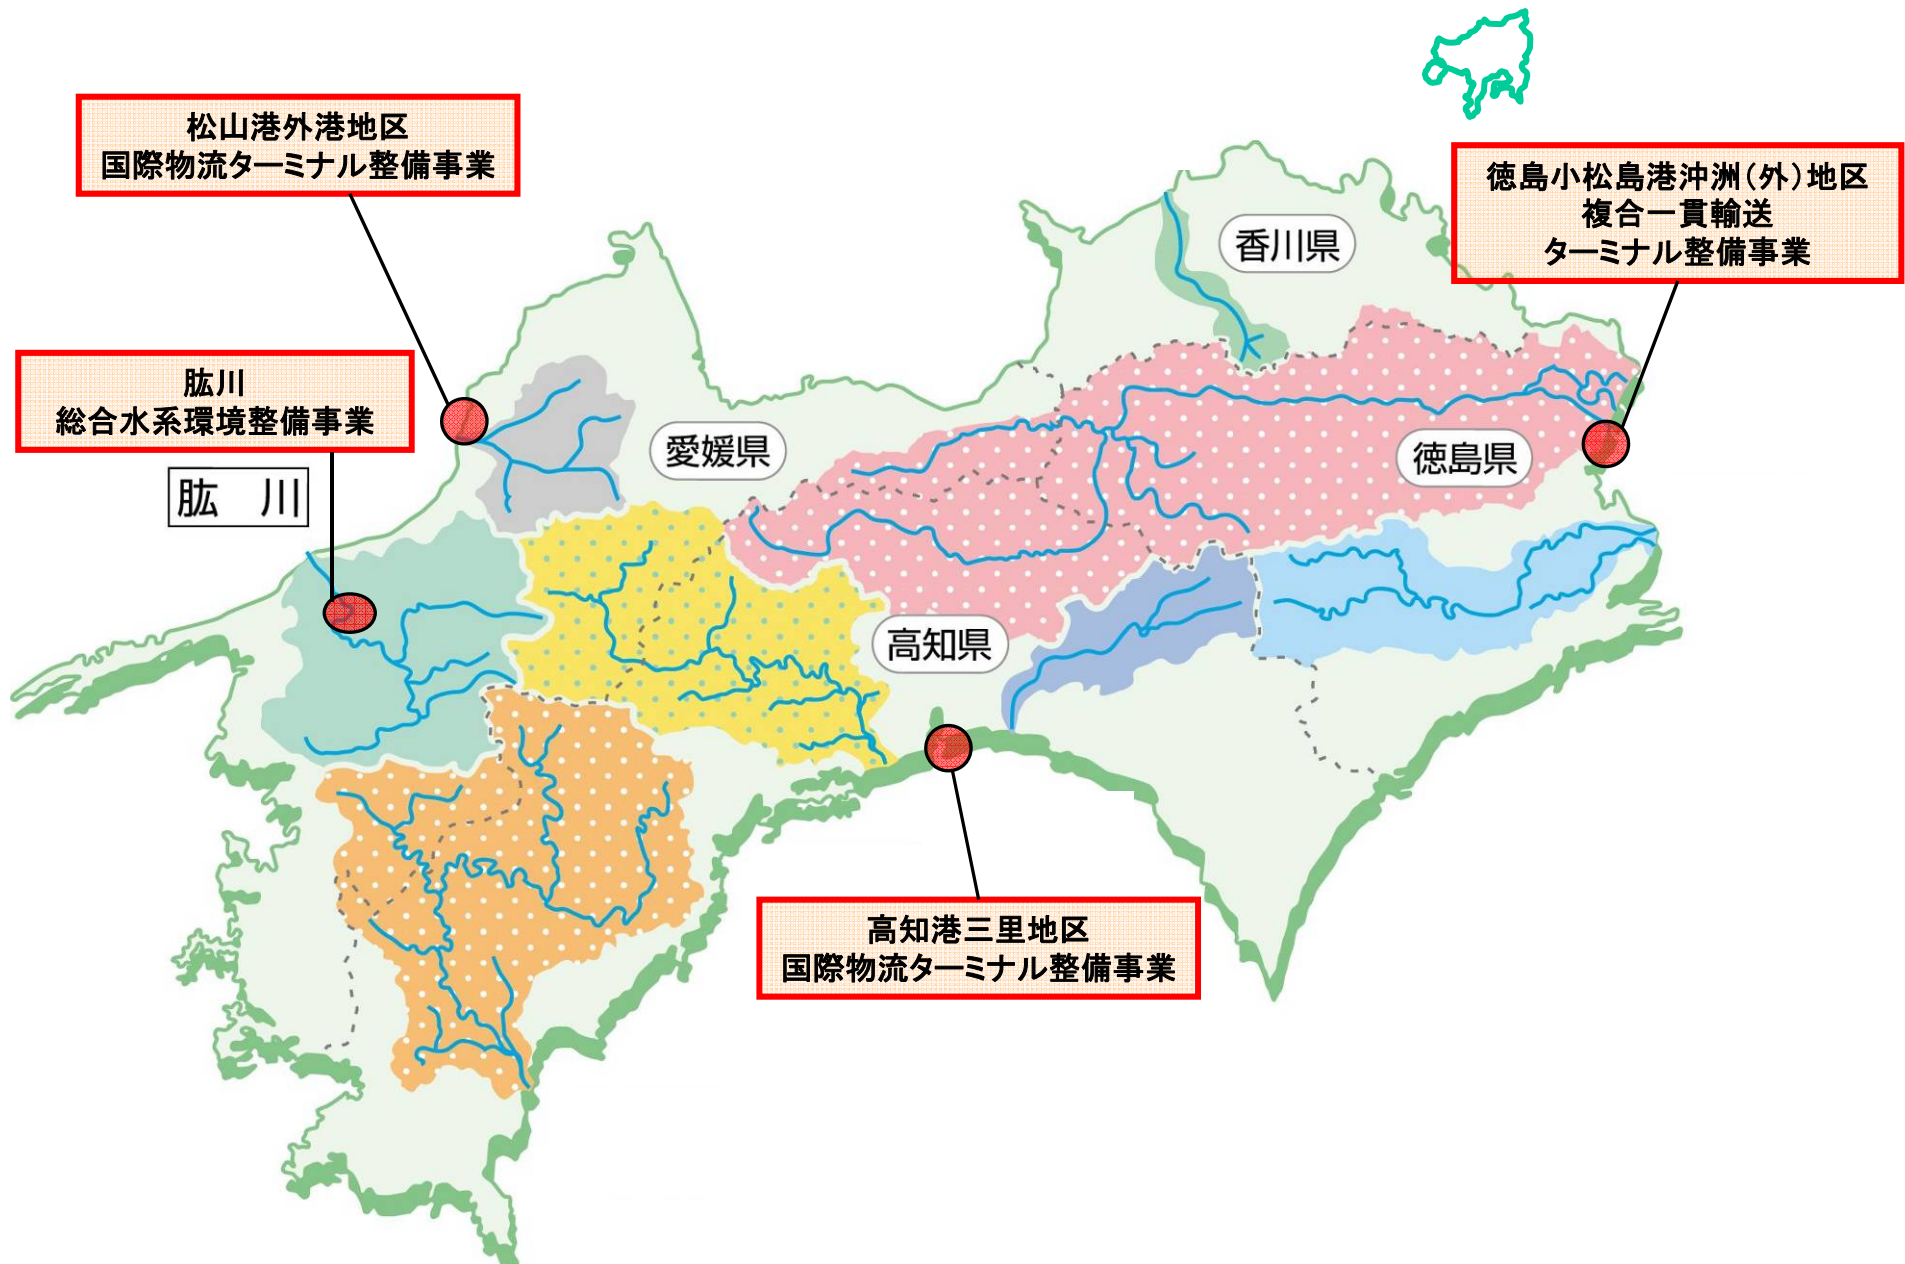 松山港外港地区
国際物流ターミナル整備事業
徳島小松島港沖洲(外)地区
複合一貫輸送
ターミナル整備事業
香川県
肱川
総合水系環境整備事業
愛媛県
徳島県
肱　川
高知県
高知港三里地区
国際物流ターミナル整備事業